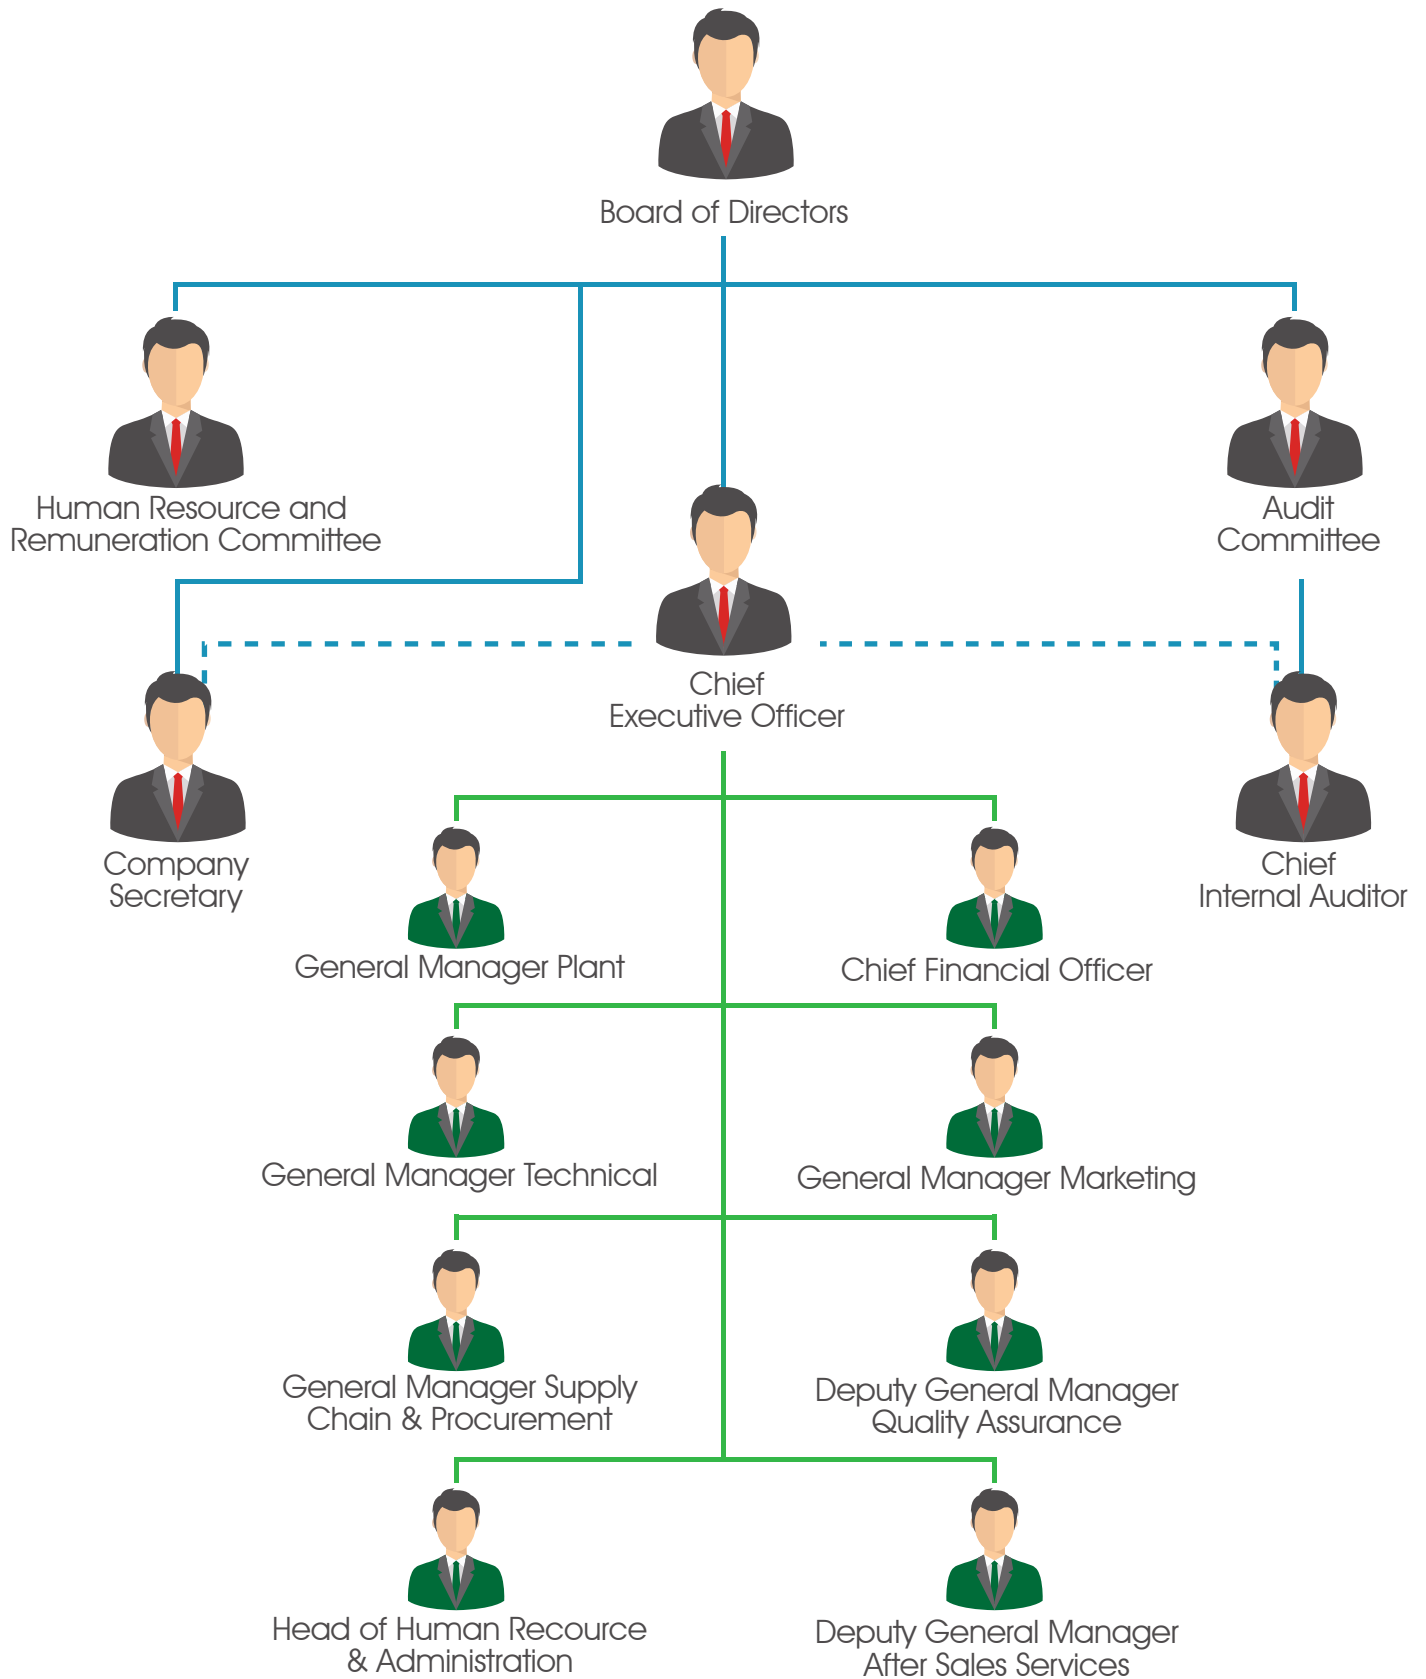 Board of Directors
Human Resource and
Remuneration Committee
Audit
Committee
Chief
Executive Officer
Company
Secretary
Chief
Internal Auditor
General Manager Plant
Chief Financial Officer
General Manager Technical
General Manager Marketing
General Manager Supply
Chain & Procurement
Deputy General Manager
Quality Assurance
Head of Human Recource
& Administration
Deputy General Manager
After Sales Services